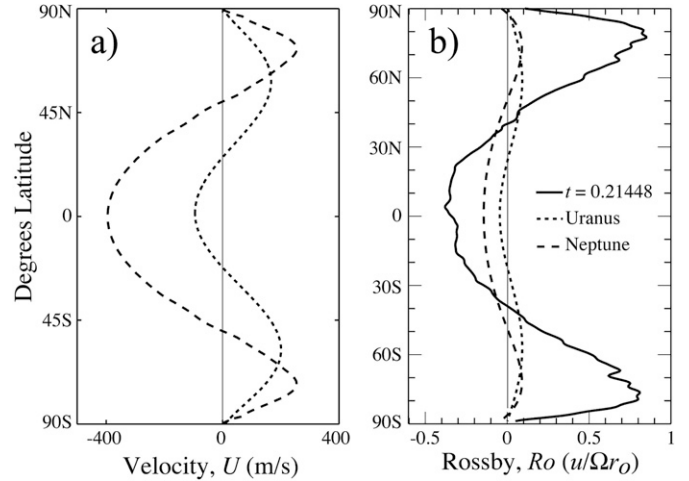 a)
90N
45N
0
45S
90S
Degrees Latitude
-400
0
400
Velocity, U (m/s)
b)
90N
60N
30N
0
30S
60S
90S
t = 0.21448
Uranus
Neptune
-0.5
0
0.5
1
Rossby, Ro (u/Ωr_O)